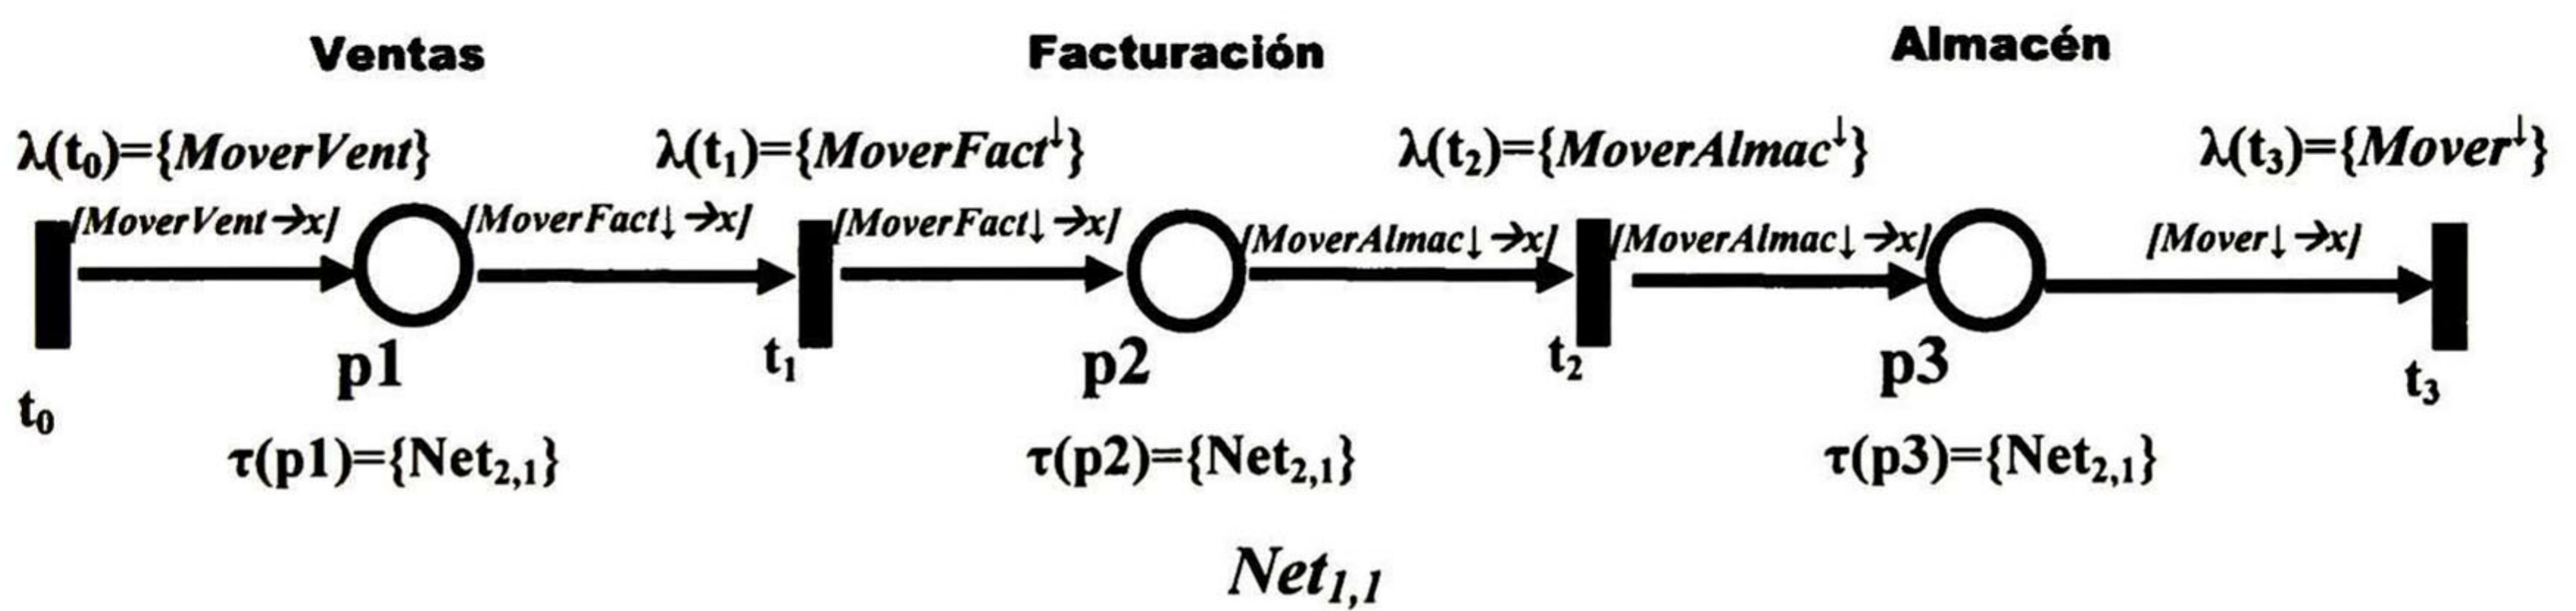 Ventas Facturación Almacén
λ(t₀)={MoverVent} λ(t₁)={MoverFact↓} λ(t₂)={MoverAlmac↓} λ(t₃)={Mover↓}
[MoverVent→x] [MoverFact↓→x] [MoverFact↓→x] [MoverAlmac↓→x] [MoverAlmac↓→x] [Mover↓→x]
t₀ p1 t₁ p2 t₂ p3 t₃
τ(p1)={Net₂,₁} τ(p2)={Net₂,₁} τ(p3)={Net₂,₁}
Net₁,₁